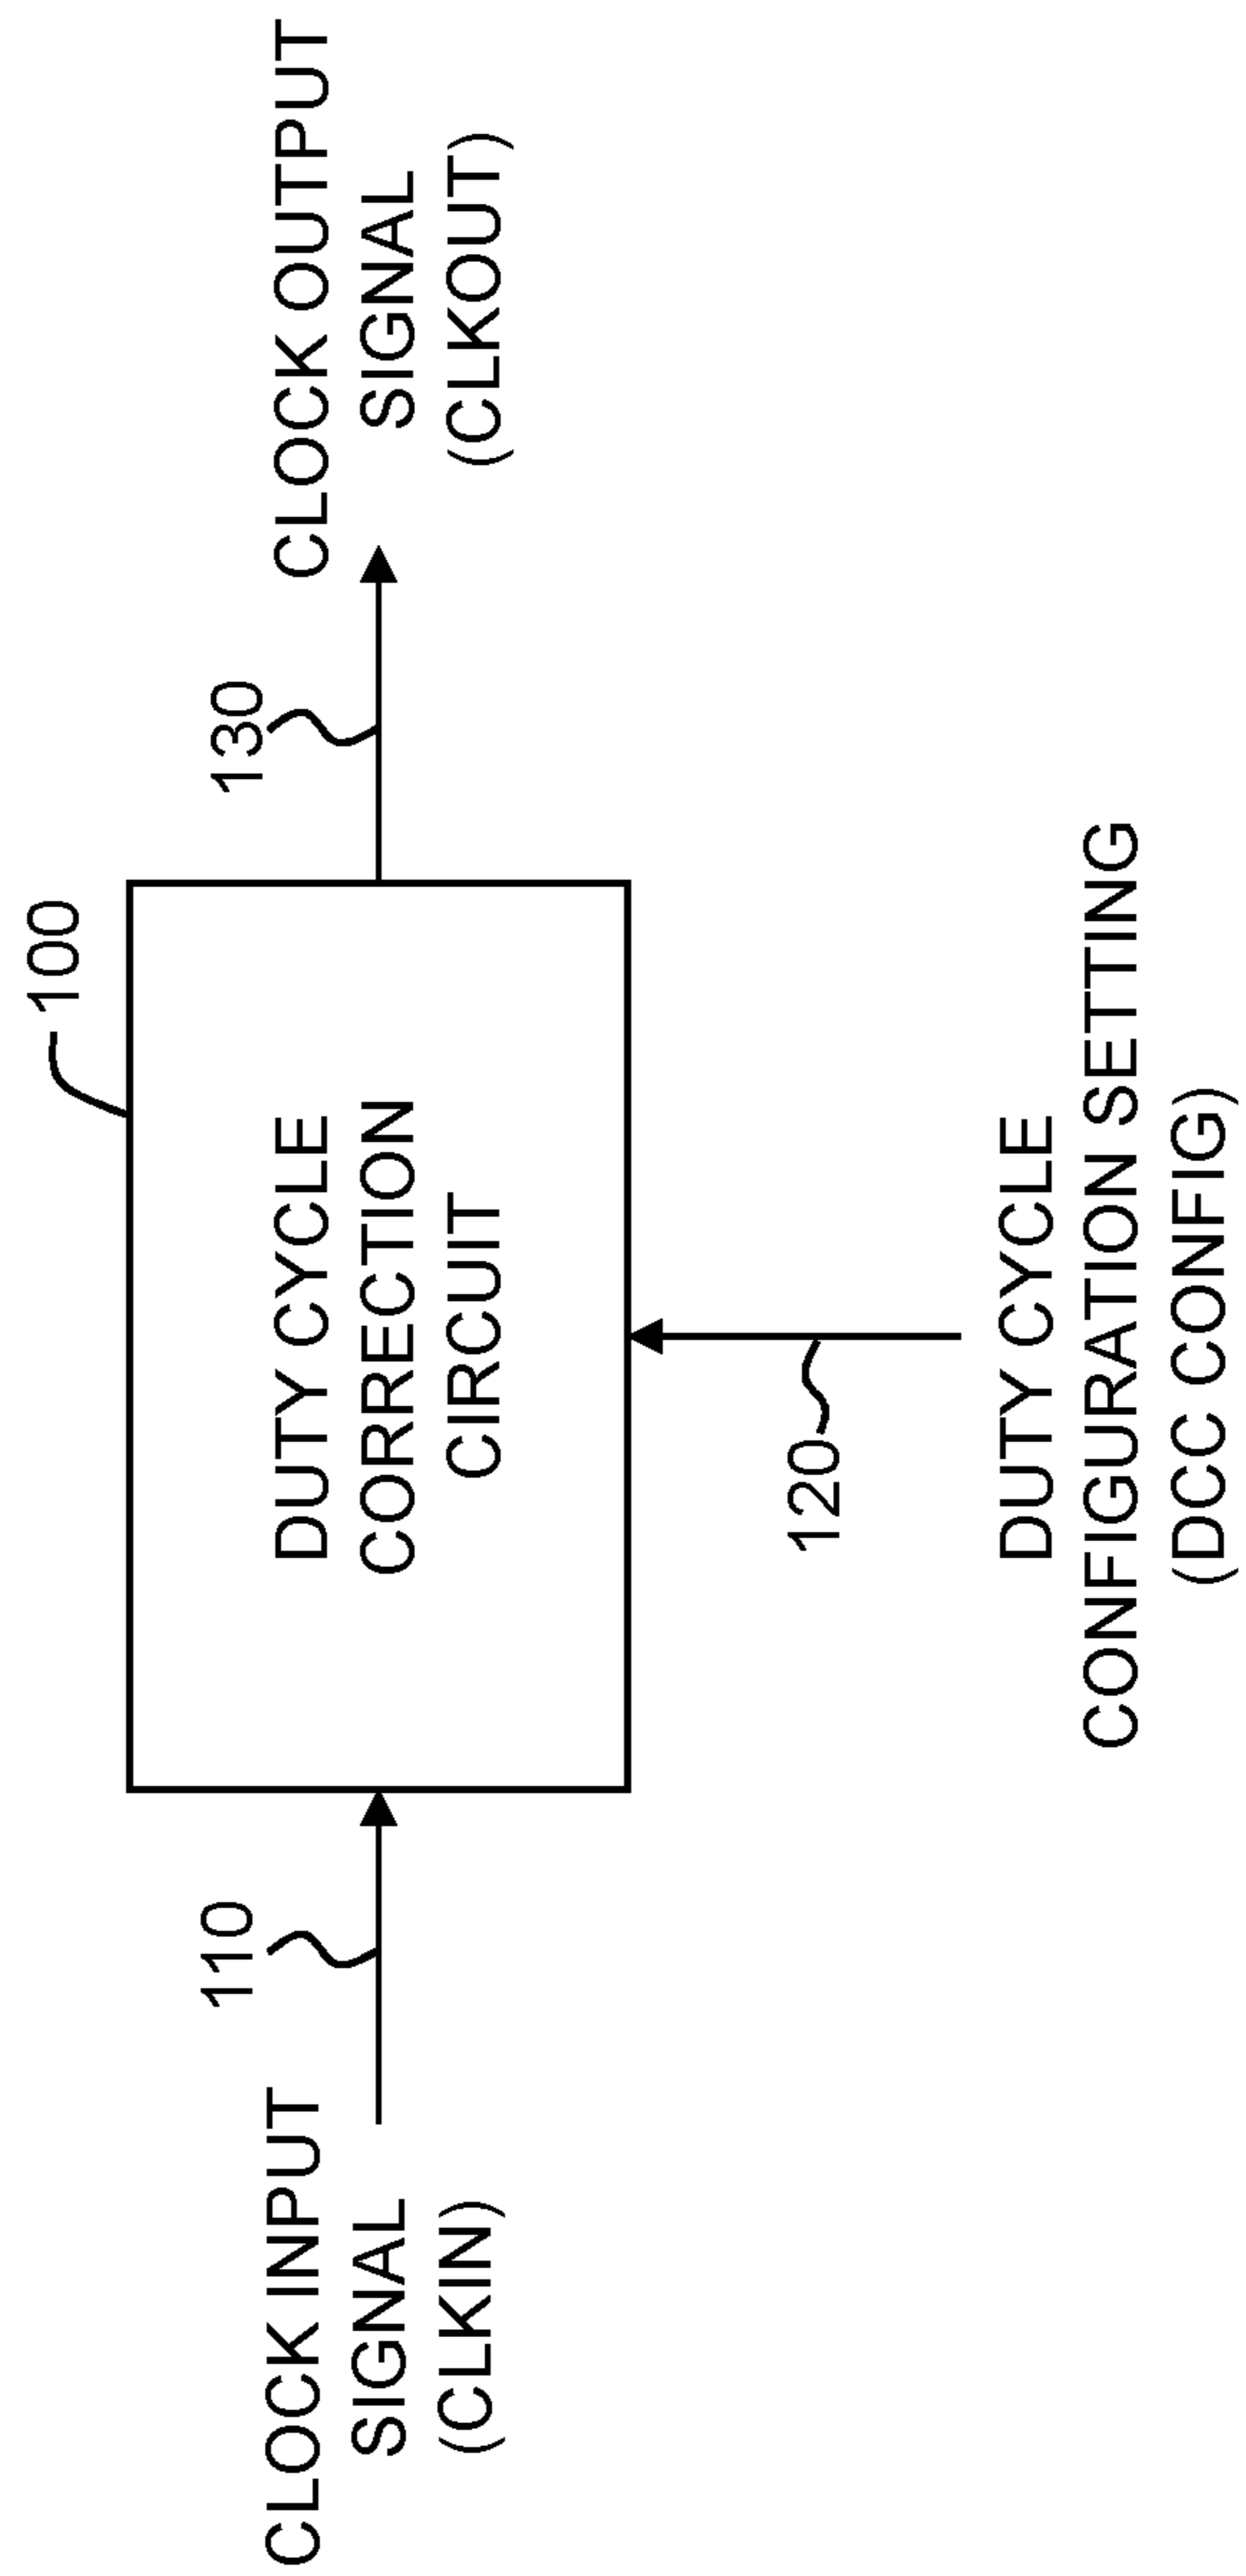 100
DUTY CYCLE
CORRECTION
CIRCUIT
110
CLOCK INPUT
SIGNAL
(CLKIN)
130
CLOCK OUTPUT
SIGNAL
(CLKOUT)
120
DUTY CYCLE
CONFIGURATION SETTING
(DCC CONFIG)